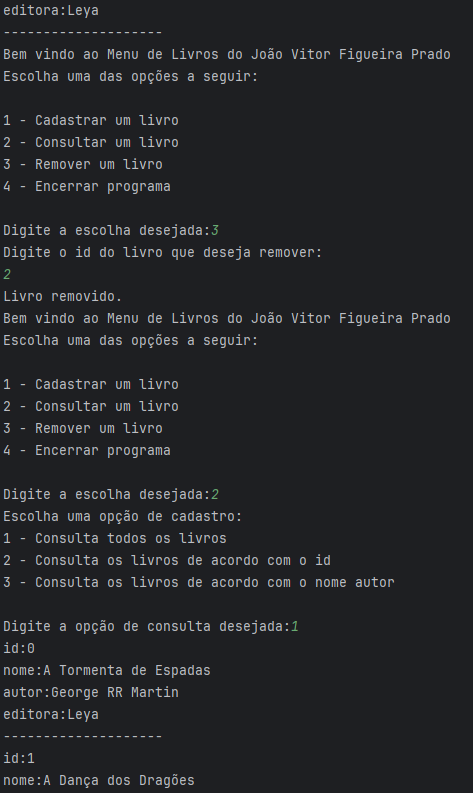 editora:Leya
--------------------
Bem vindo ao Menu de Livros do João Vitor Figueira Prado
Escolha uma das opções a seguir:
1 - Cadastrar um livro
2 - Consultar um livro
3 - Remover um livro
4 - Encerrar programa
Digite a escolha desejada:3
Digite o id do livro que deseja remover:
2
Livro removido.
Bem vindo ao Menu de Livros do João Vitor Figueira Prado
Escolha uma das opções a seguir:
1 - Cadastrar um livro
2 - Consultar um livro
3 - Remover um livro
4 - Encerrar programa
Digite a escolha desejada:2
Escolha uma opção de cadastro:
1 - Consulta todos os livros
2 - Consulta os livros de acordo com o id
3 - Consulta os livros de acordo com o nome autor
Digite a opção de consulta desejada:1
id:0
nome:A Tormenta de Espadas
autor:George RR Martin
editora:Leya
--------------------
id:1
nome:A Dança dos Dragões